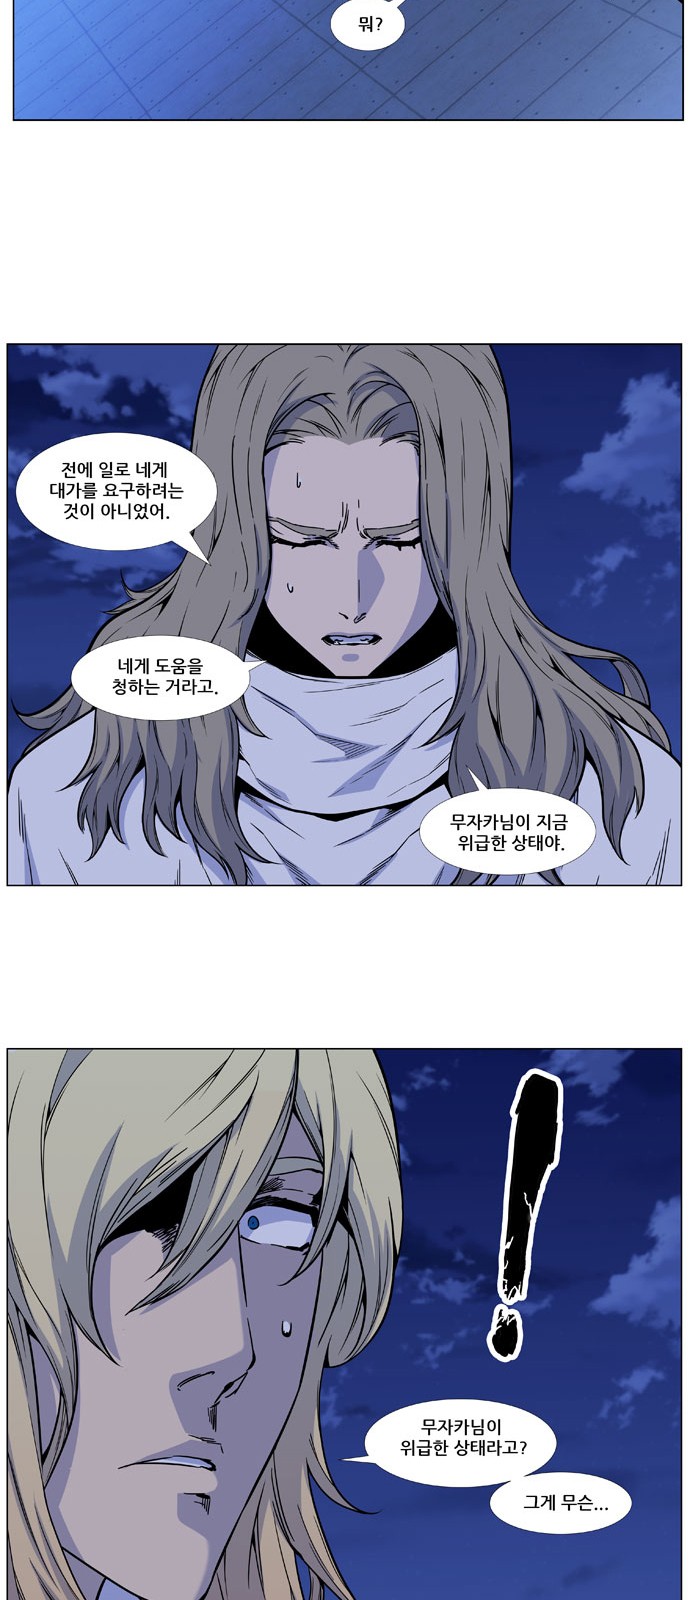 뭐?
전에 일로 네게
대가를 요구하려는
것이 아니었어.
네게 도움을
청하는 거라고.
무자카님이 지금
위급한 상태야.
!
무자카님이
위급한 상태라고?
그게 무슨...